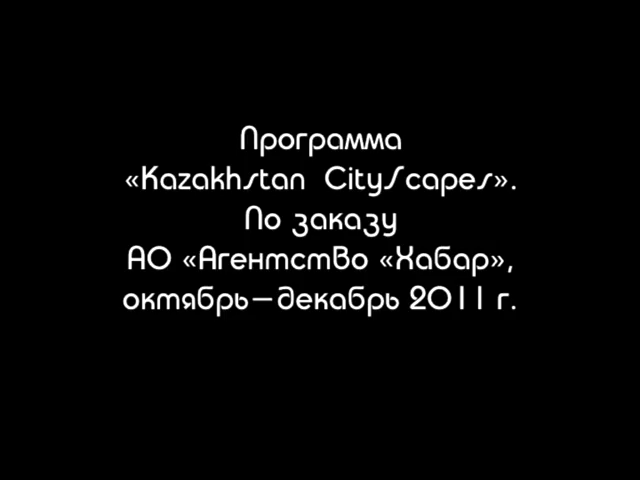 Программа
«Kazakhstan CityScapes».
По заказу
АО «Агентство «Хабар»,
октябрь—декабрь 2011 г.